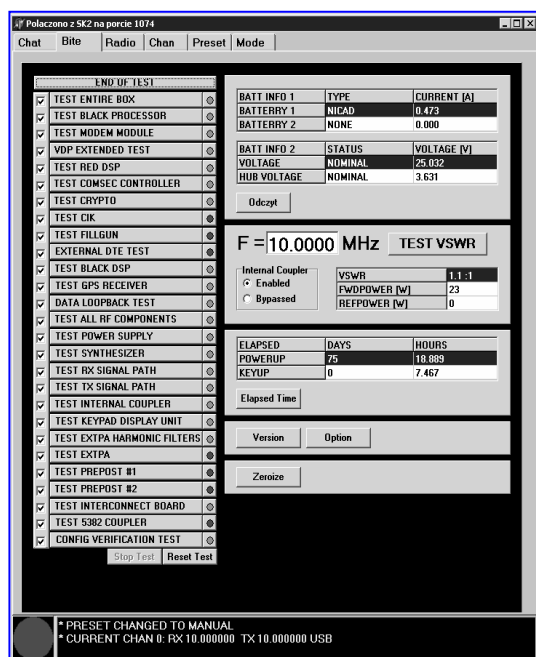 Polaczono z SK2 na porcie 1074
Chat Bite Radio Chan Preset Mode
END OF TEST
TEST ENTIRE BOX
TEST BLACK PROCESSOR
TEST MODEM MODULE
VDP EXTENDED TEST
TEST RED DSP
TEST COMSEC CONTROLLER
TEST CRYPTO
TEST CIK
TEST FILLGUN
EXTERNAL DTE TEST
TEST BLACK DSP
TEST GPS RECEIVER
DATA LOOPBACK TEST
TEST ALL RF COMPONENTS
TEST POWER SUPPLY
TEST SYNTHESIZER
TEST RX SIGNAL PATH
TEST TX SIGNAL PATH
TEST INTERNAL COUPLER
TEST KEYPAD DISPLAY UNIT
TEST EXTPA HARMONIC FILTERS
TEST EXTPA
TEST PREPOST #1
TEST PREPOST #2
TEST INTERCONNECT BOARD
TEST 5382 COUPLER
CONFIG VERIFICATION TEST
Stop Test Reset Test
BATT INFO 1 TYPE CURRENT [A]
BATTERRY 1 NICAD 0.473
BATTERRY 2 NONE 0.000
BATT INFO 2 STATUS VOLTAGE [V]
VOLTAGE NOMINAL 25.032
HUB VOLTAGE NOMINAL 3.631
Odczyt
F = 10.0000 MHz TEST VSWR
Internal Coupler
Enabled
Bypassed
VSWR 1.1 :1
FWDPOWER [W] 23
REFPOWER [W] 0
ELAPSED DAYS HOURS
POWERUP 75 18.889
KEYUP 0 7.467
Elapsed Time
Version Option
Zeroize
* PRESET CHANGED TO MANUAL
* CURRENT CHAN 0: RX 10.000000 TX 10.000000 USB